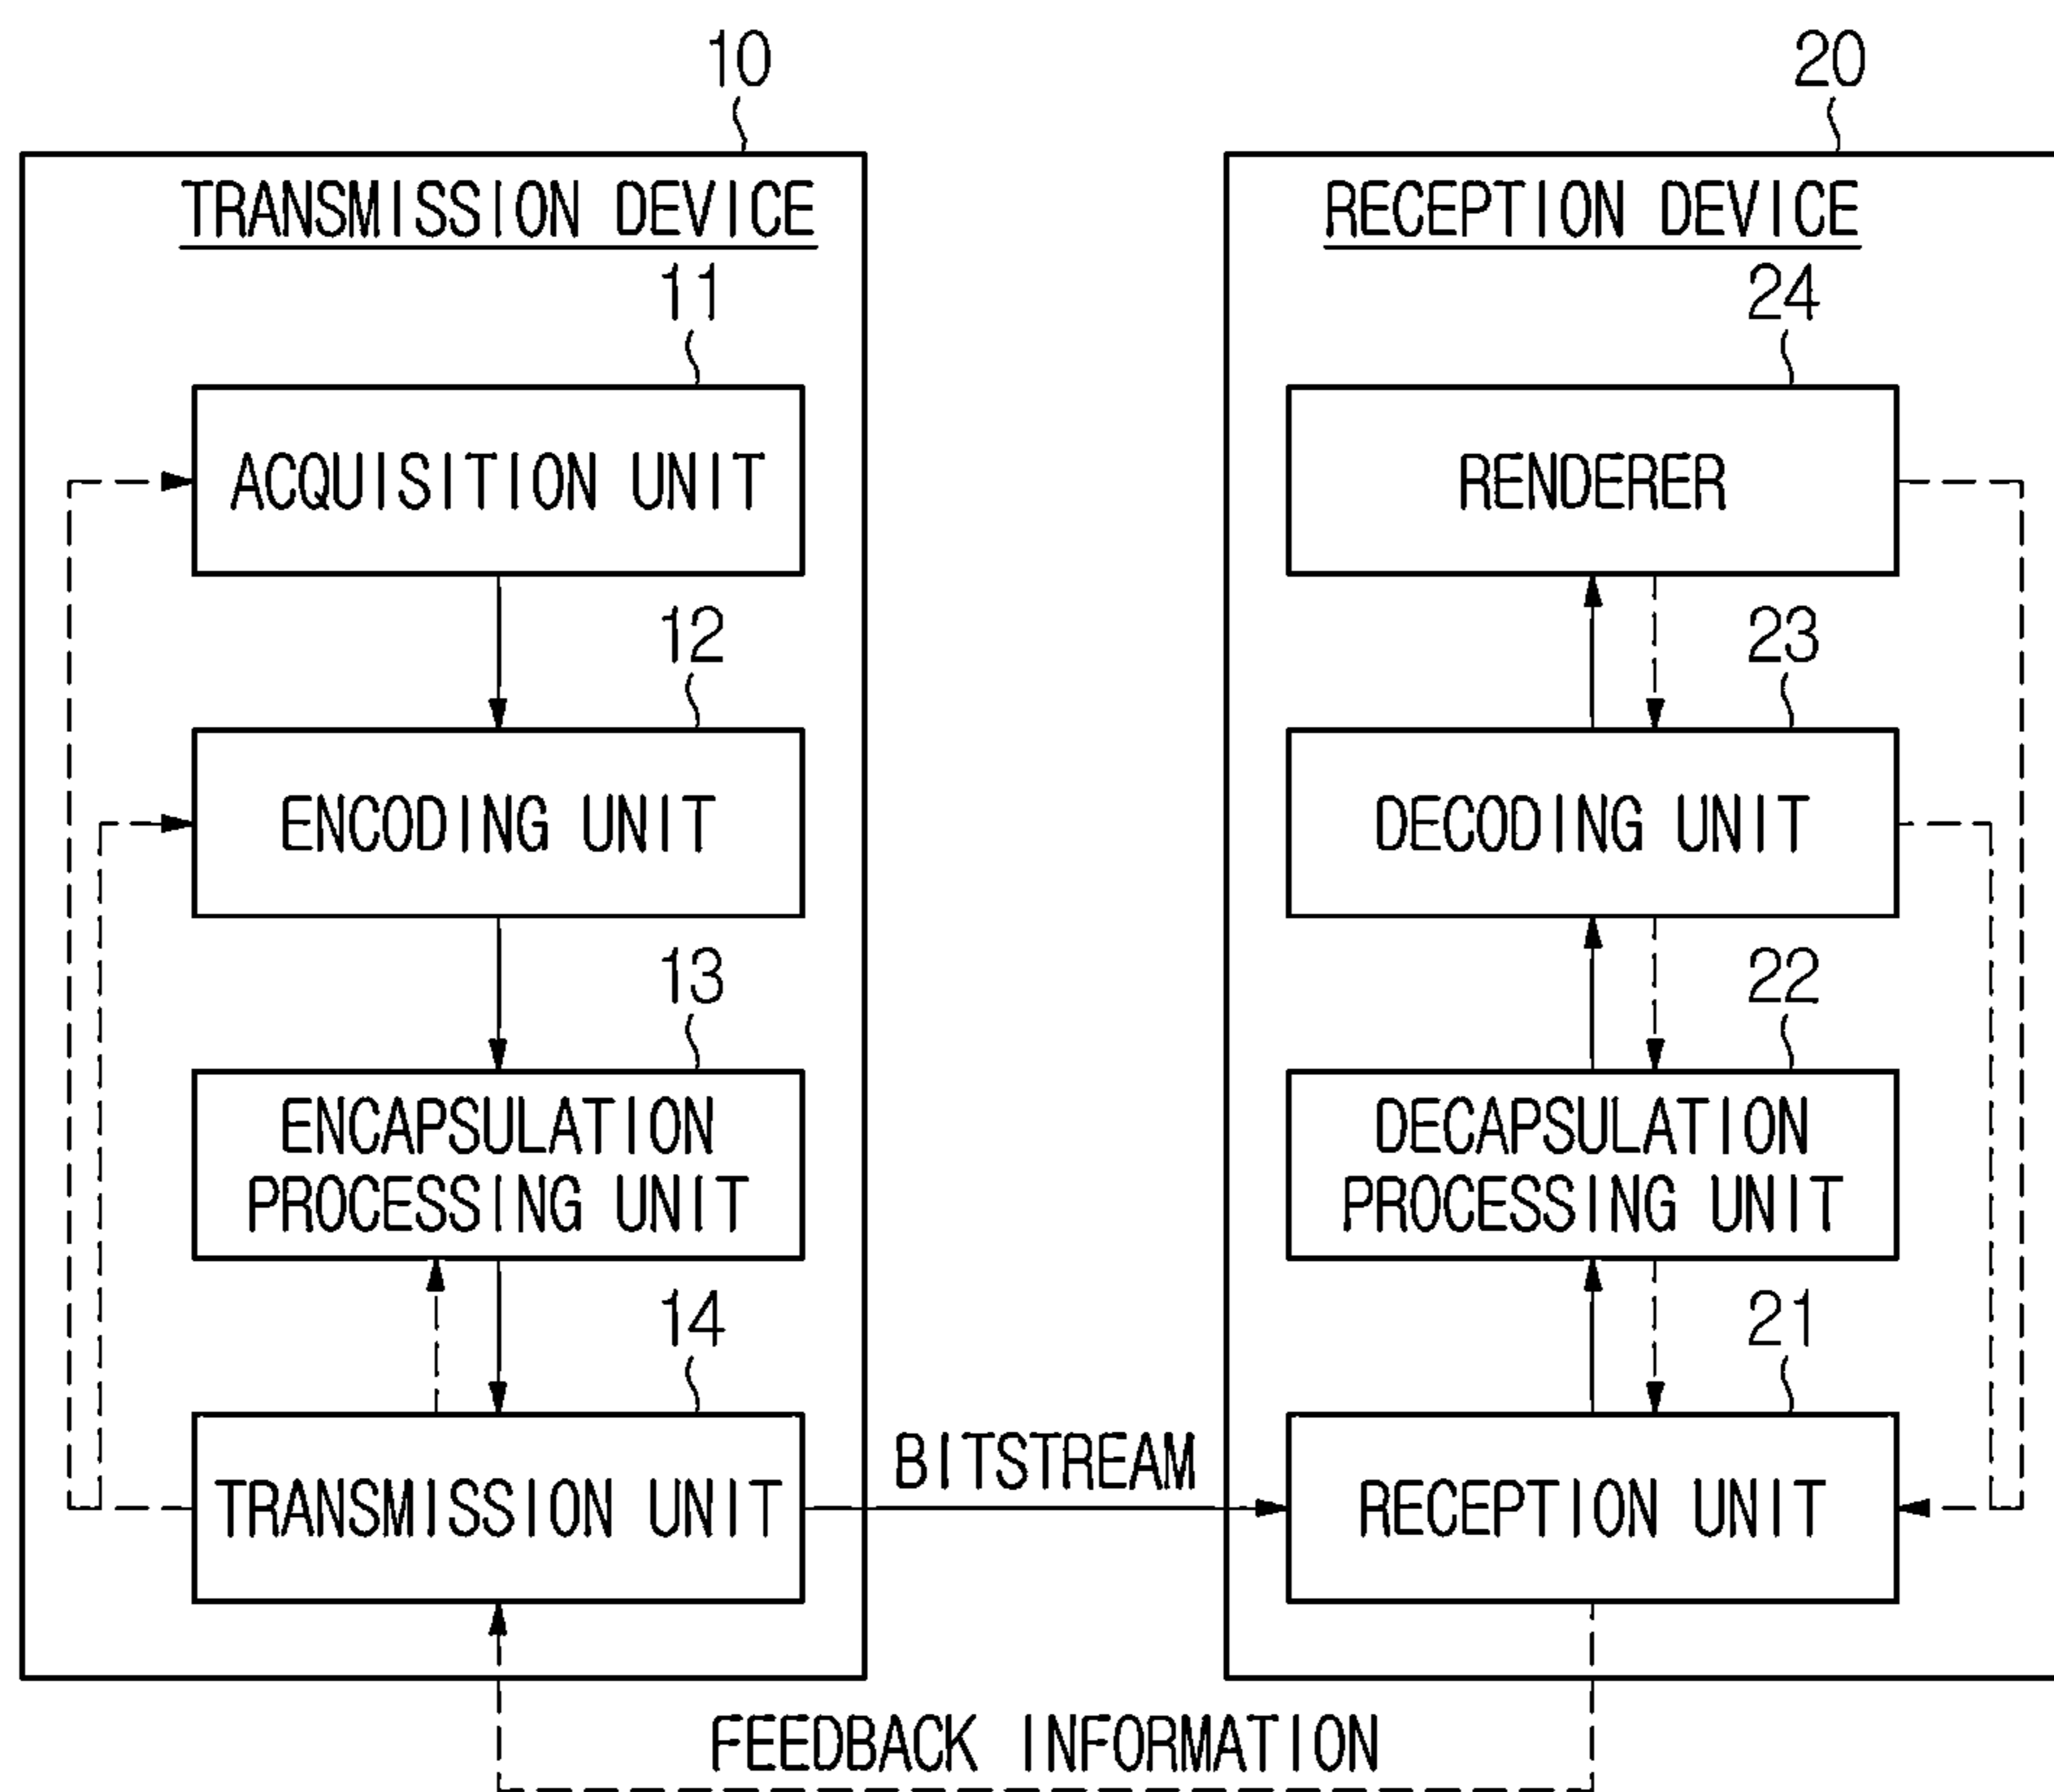 10
TRANSMISSION DEVICE
11
ACQUISITION UNIT
12
ENCODING UNIT
13
ENCAPSULATION
PROCESSING UNIT
14
TRANSMISSION UNIT
BITSTREAM
20
RECEPTION DEVICE
24
RENDERER
23
DECODING UNIT
22
DECAPSULATION
PROCESSING UNIT
21
RECEPTION UNIT
FEEDBACK INFORMATION